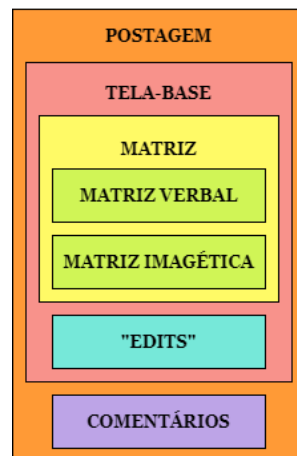 POSTAGEM
TELA-BASE
MATRIZ
MATRIZ VERBAL
MATRIZ IMAGÉTICA
"EDITS"
COMENTÁRIOS